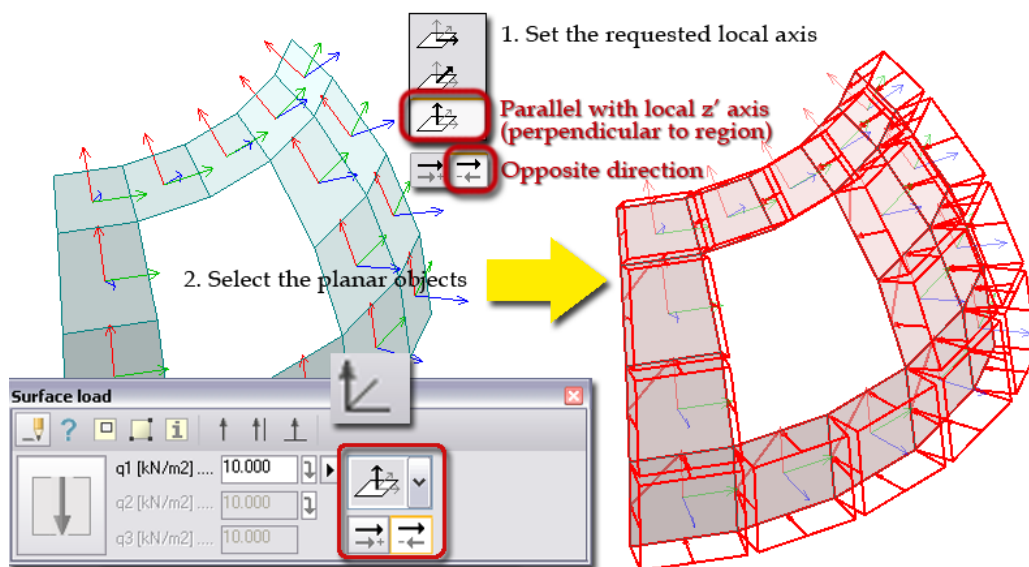 1. Set the requested local axis
Parallel with local z' axis
(perpendicular to region)
Opposite direction
2. Select the planar objects
Surface load
q1 [kN/m2] .... 10.000
q2 [kN/m2] .... 10.000
q3 [kN/m2] .... 10.000